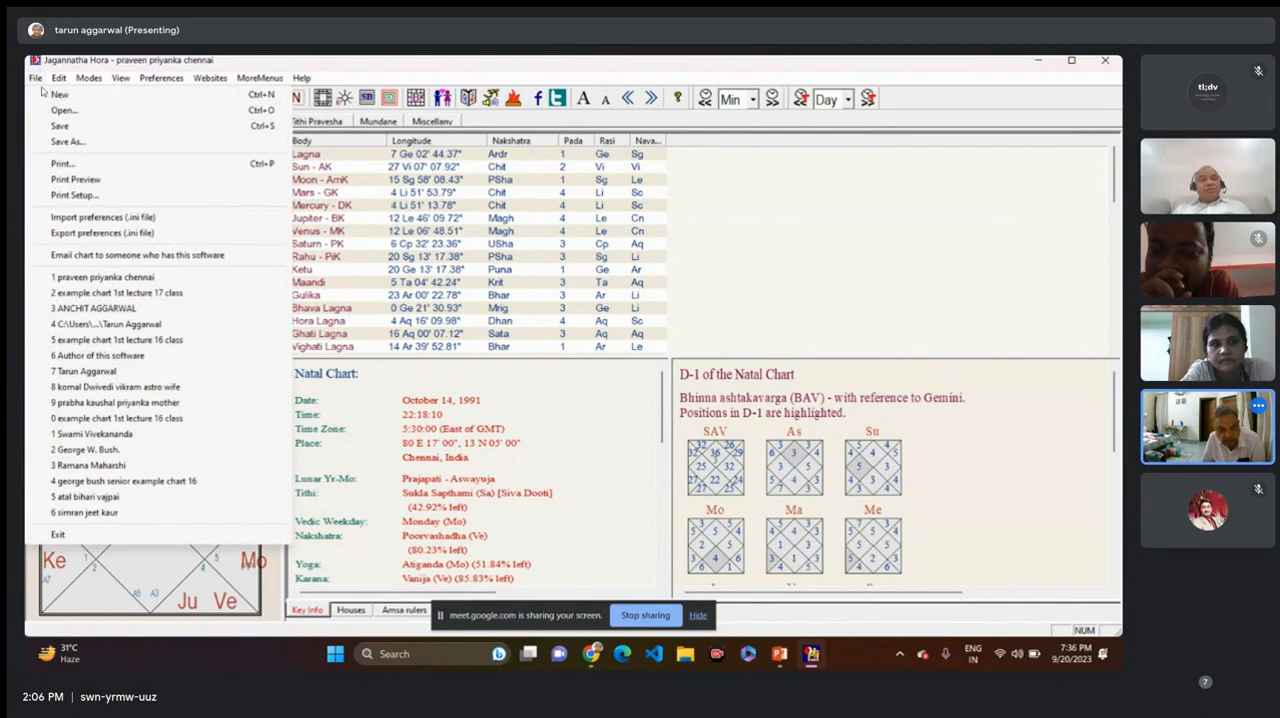 tarun aggarwal (Presenting)
Jagannatha Hora - praveen priyanka chennai
File Edit Modes View Preferences Websites MoreMenus Help
New Ctrl+N
Open... Ctrl+O
Save Ctrl+S
Save As...
Print... Ctrl+P
Print Preview
Print Setup...
Import preferences (.ini file)
Export preferences (.ini file)
Email chart to someone who has this software
1 praveen priyanka chennai
2 example chart 1st lecture 17 class
3 ANCHIT AGGARWAL
4 C:\Users\...\Tarun Aggarwal
5 example chart 1st lecture 16 class
6 Author of this software
7 Tarun Aggarwal
8 komal Dwivedi vikram astro wife
9 prabha kaushal priyanka mother
0 example chart 1st lecture 16 class
1 Swami Vivekananda
2 George W. Bush.
3 Ramana Maharshi
4 george bush senior example chart 16
5 atal bihari vajpai
6 simran jeet kaur
Exit
N SB f A A ? Min Day
Tithi Pravesha Mundane Miscellany
Body Longitude Nakshatra Pada Rasi Nava...
Lagna 7 Ge 02' 44.37" Ardr 1 Ge Sg
Sun - AK 27 Vi 07' 07.92" Chit 2 Vi Vi
Moon - AmK 15 Sg 58' 08.43" PSha 1 Sg Le
Mars - GK 4 Li 51' 53.79" Chit 4 Li Sc
Mercury - DK 4 Li 51' 13.78" Chit 4 Li Sc
Jupiter - BK 12 Le 46' 09.72" Magh 4 Le Cn
Venus - MK 12 Le 06' 48.51" Magh 4 Le Cn
Saturn - PK 6 Cp 32' 23.36" USha 3 Cp Aq
Rahu - PiK 20 Sg 13' 17.38" PSha 3 Sg Li
Ketu 20 Ge 13' 17.38" Puna 1 Ge Ar
Maandi 5 Ta 04' 42.24" Krit 3 Ta Aq
Gulika 23 Ar 00' 22.78" Bhar 3 Ar Li
Bhava Lagna 0 Ge 21' 30.93" Mrig 3 Ge Li
Hora Lagna 4 Aq 16' 09.98" Dhan 4 Aq Sc
Ghati Lagna 16 Aq 00' 07.12" Sata 3 Aq Aq
Vighati Lagna 14 Ar 39' 52.81" Bhar 1 Ar Le
Natal Chart:
Date: October 14, 1991
Time: 22:18:10
Time Zone: 5:30:00 (East of GMT)
Place: 80 E 17' 00", 13 N 05' 00"
Chennai, India
Lunar Yr-Mo: Prajapati - Aswayuja
Tithi: Sukla Sapthami (Sa) [Siva Dooti]
(42.92% left)
Vedic Weekday: Monday (Mo)
Nakshatra: Poorvashadha (Ve)
(80.23% left)
Yoga: Atiganda (Mo) (51.84% left)
Karana: Vanija (Ve) (85.83% left)
Key Info Houses Amsa rulers
D-1 of the Natal Chart
Bhinna ashtakavarga (BAV) - with reference to Gemini.
Positions in D-1 are highlighted.
SAV As Su
Mo Ma Me
Ke Mo
Ju Ve
meet.google.com is sharing your screen. Stop sharing Hide
NUM
31°C
Haze
Search
ENG
IN
7:36 PM
9/20/2023
tl;dv
2:06 PM | swn-yrmw-uuz